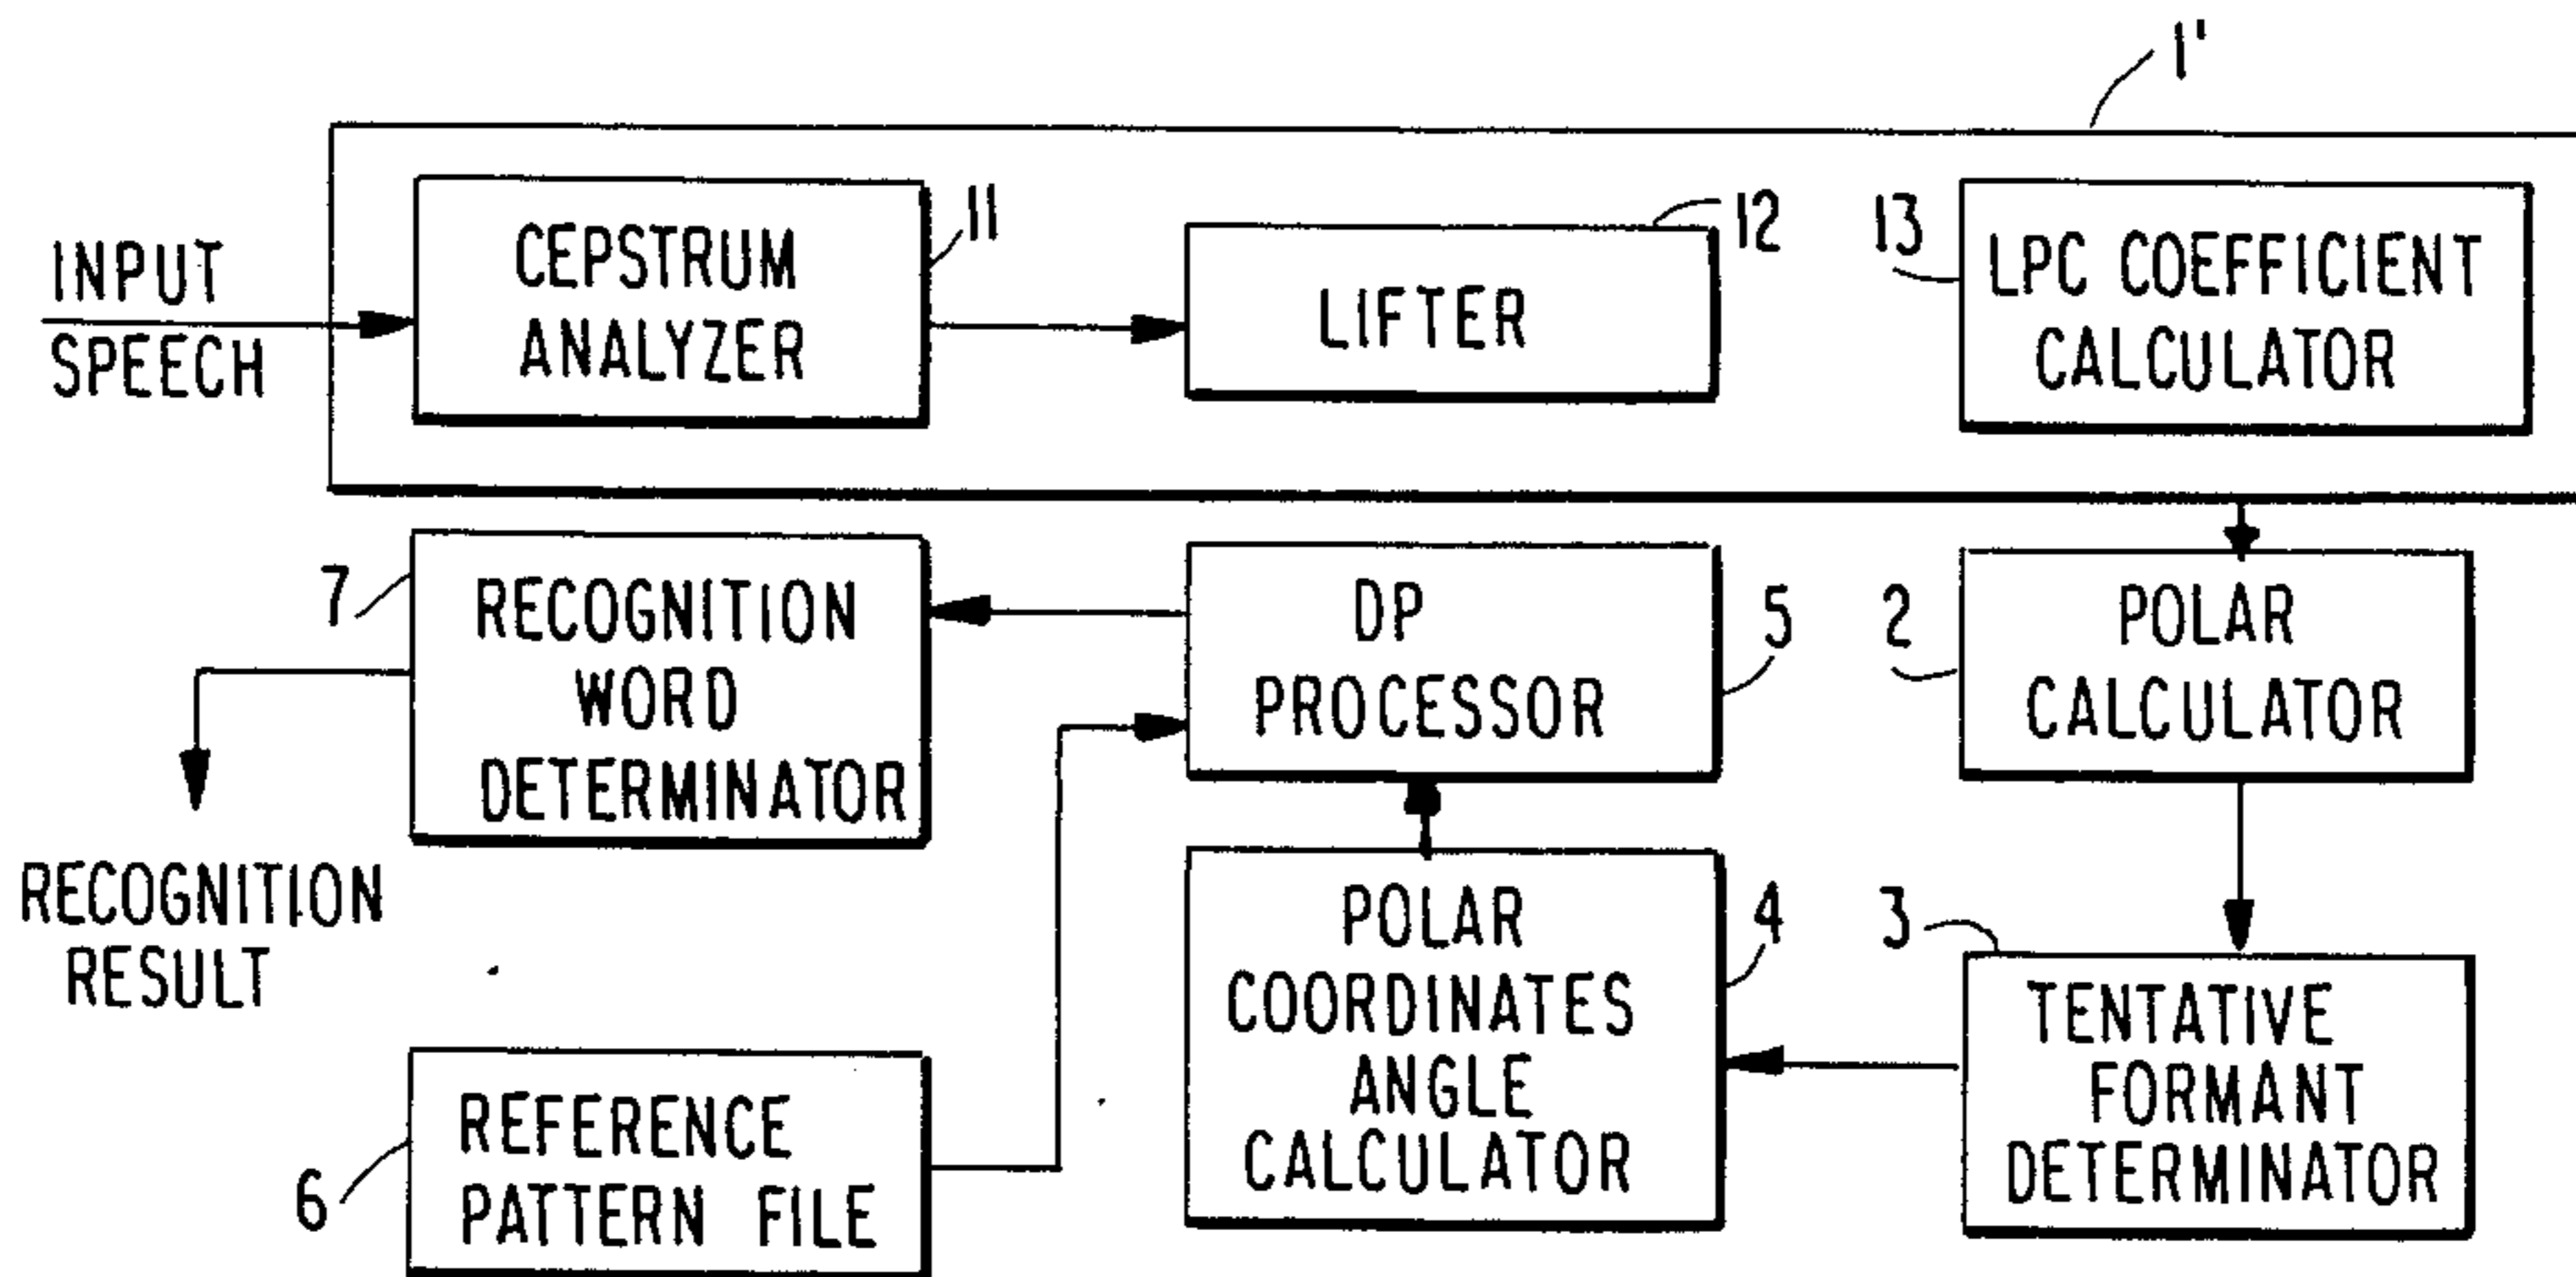 1'
INPUT
SPEECH
CEPSTRUM
ANALYZER
11
LIFTER
12
13
LPC COEFFICIENT
CALCULATOR
7
RECOGNITION
WORD
DETERMINATOR
DP
PROCESSOR
5
2
POLAR
CALCULATOR
RECOGNITION
RESULT
6
REFERENCE
PATTERN FILE
POLAR
COORDINATES
ANGLE
CALCULATOR
4
3
TENTATIVE
FORMANT
DETERMINATOR